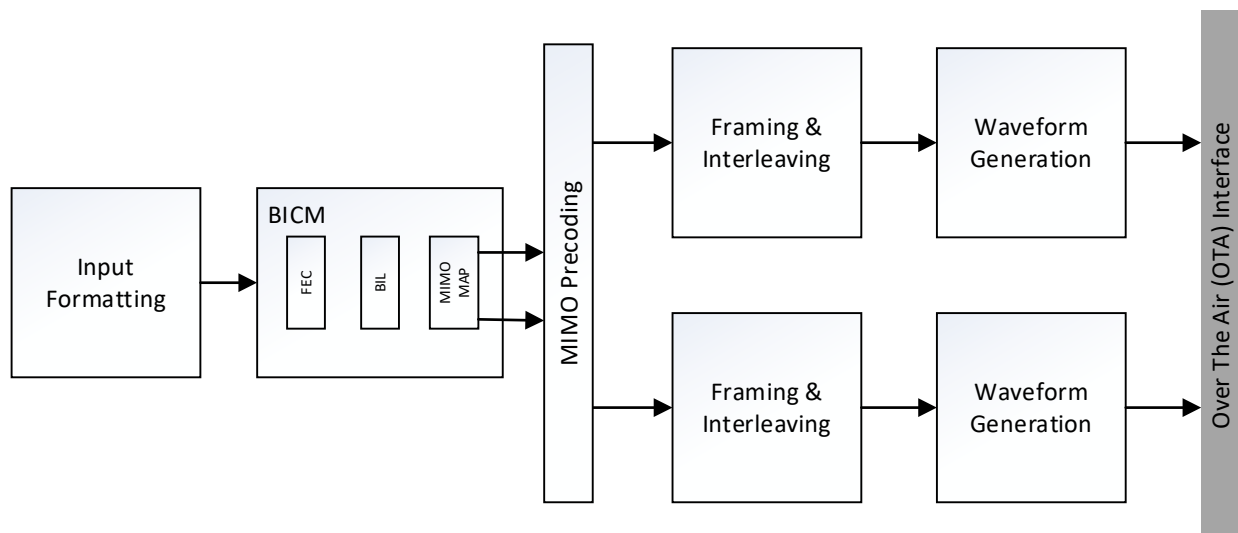 Input
Formatting
BICM
FEC
BIL
MIMO
MAP
MIMO Precoding
Framing &
Interleaving
Waveform
Generation
Framing &
Interleaving
Waveform
Generation
Over The Air (OTA) Interface